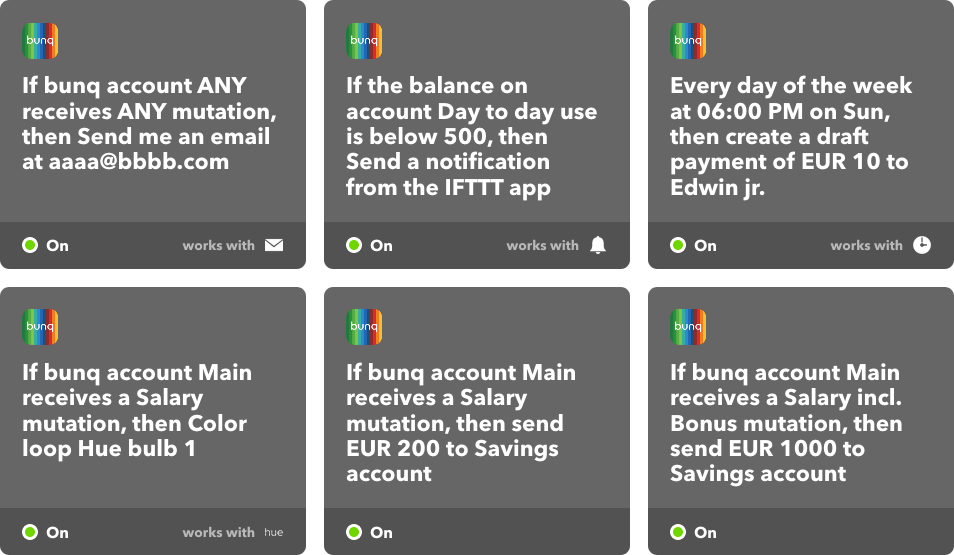 bunq
If bunq account ANY
receives ANY mutation,
then Send me an email
at aaaa@bbbb.com
On
works with
bunq
If the balance on
account Day to day use
is below 500, then
Send a notification
from the IFTTT app
On
works with
bunq
Every day of the week
at 06:00 PM on Sun,
then create a draft
payment of EUR 10 to
Edwin jr.
On
works with
bunq
If bunq account Main
receives a Salary
mutation, then Color
loop Hue bulb 1
On
works with hue
bunq
If bunq account Main
receives a Salary
mutation, then send
EUR 200 to Savings
account
On
bunq
If bunq account Main
receives a Salary incl.
Bonus mutation, then
send EUR 1000 to
Savings account
On